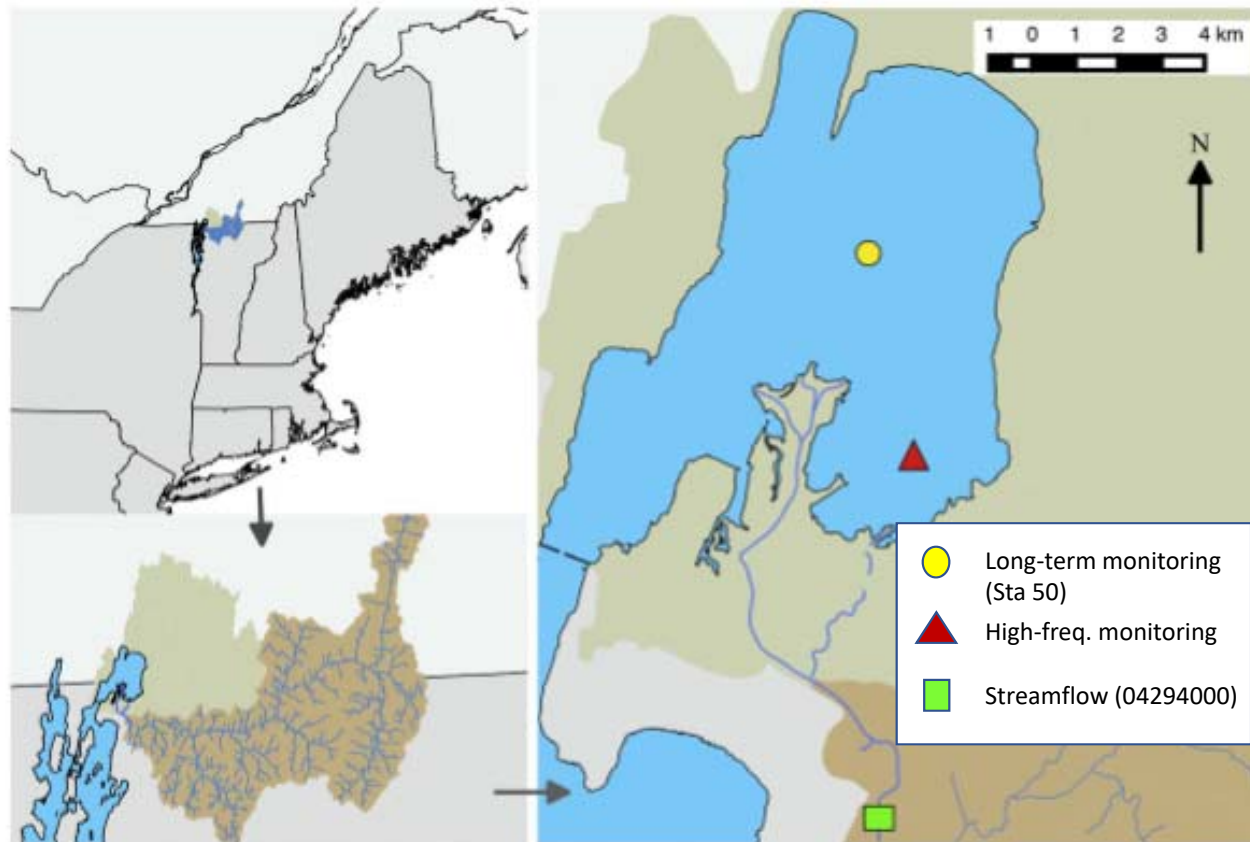 1 0 1 2 3 4 km
N
Long-term monitoring
(Sta 50)
High-freq. monitoring
Streamflow (04294000)